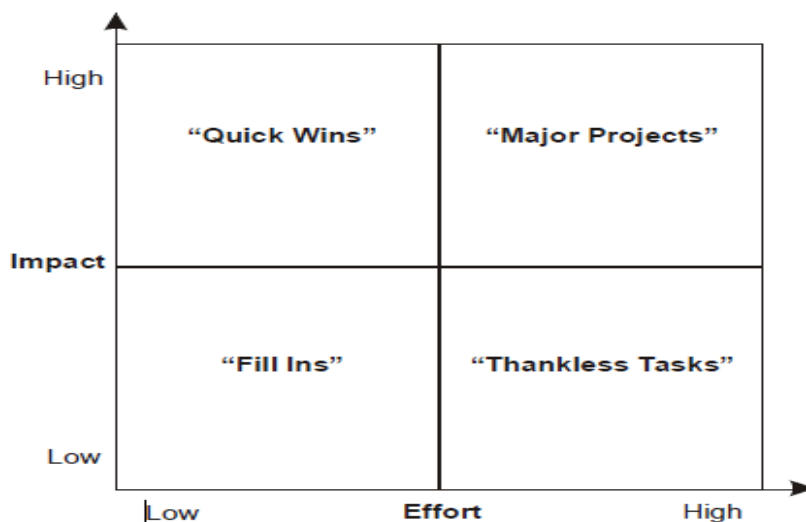 High
“Quick Wins”
“Major Projects”
Impact
“Fill Ins”
“Thankless Tasks”
Low
Low
Effort
High